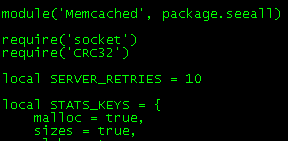 module('Memcached', package.seeall)
require('socket')
require('CRC32')
local SERVER_RETRIES = 10
local STATS_KEYS = {
malloc = true,
sizes = true,